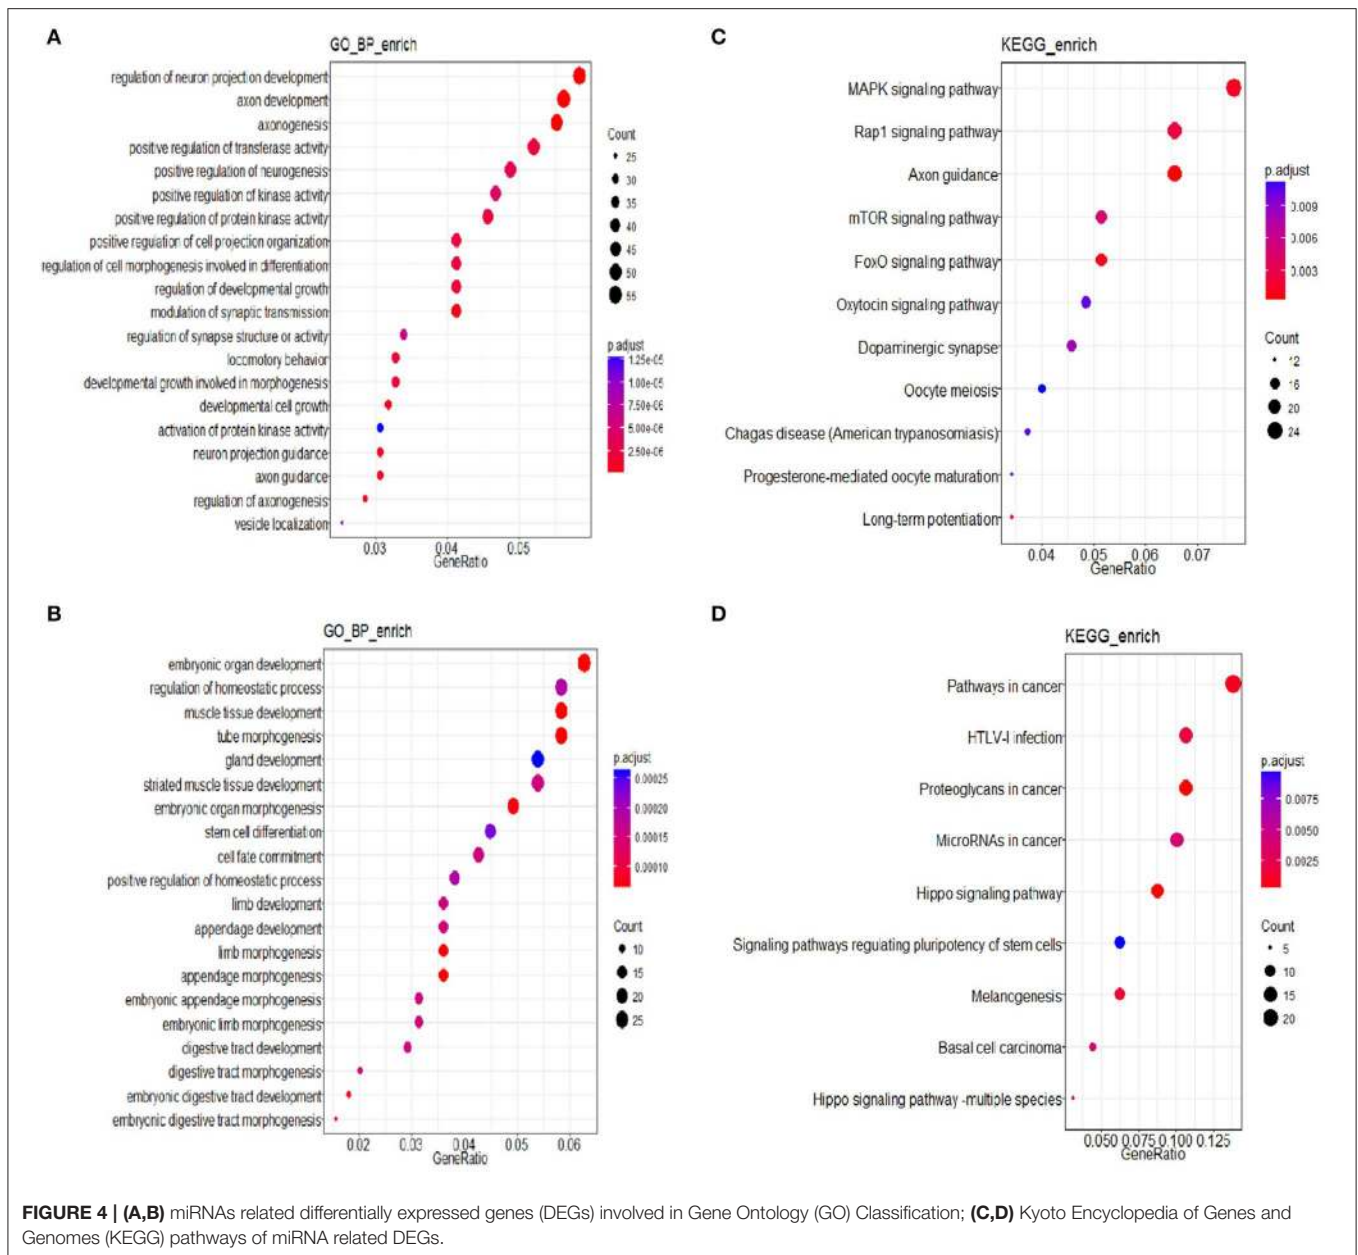 A
GO_BP_enrich
regulation of neuron projection development
axon development
axonogenesis
positive regulation of transferase activity
positive regulation of neurogenesis
positive regulation of kinase activity
positive regulation of protein kinase activity
positive regulation of cell projection organization
regulation of cell morphogenesis involved in differentiation
regulation of developmental growth
modulation of synaptic transmission
regulation of synapse structure or activity
locomotory behavior
developmental growth involved in morphogenesis
developmental cell growth
activation of protein kinase activity
neuron projection guidance
axon guidance
regulation of axonogenesis
vesicle localization
0.03 0.04 0.05
GeneRatio
Count
25
30
35
40
45
50
55
p.adjust
1.25e-05
1.00e-05
7.50e-06
5.00e-06
2.50e-06
C
KEGG_enrich
MAPK signaling pathway
Rap1 signaling pathway
Axon guidance
mTOR signaling pathway
FoxO signaling pathway
Oxytocin signaling pathway
Dopaminergic synapse
Oocyte meiosis
Chagas disease (American trypanosomiasis)
Progesterone-mediated oocyte maturation
Long-term potentiation
0.04 0.05 0.06 0.07
GeneRatio
p.adjust
0.009
0.006
0.003
Count
12
16
20
24
B
GO_BP_enrich
embryonic organ development
regulation of homeostatic process
muscle tissue development
tube morphogenesis
gland development
striated muscle tissue development
embryonic organ morphogenesis
stem cell differentiation
cell fate commitment
positive regulation of homeostatic process
limb development
appendage development
limb morphogenesis
appendage morphogenesis
embryonic appendage morphogenesis
embryonic limb morphogenesis
digestive tract development
digestive tract morphogenesis
embryonic digestive tract development
embryonic digestive tract morphogenesis
0.02 0.03 0.04 0.05 0.06
GeneRatio
p.adjust
0.00025
0.00020
0.00015
0.00010
Count
10
15
20
25
D
KEGG_enrich
Pathways in cancer
HTLV-I infection
Proteoglycans in cancer
MicroRNAs in cancer
Hippo signaling pathway
Signaling pathways regulating pluripotency of stem cells
Melanogenesis
Basal cell carcinoma
Hippo signaling pathway -multiple species
0.050 0.075 0.100 0.125
GeneRatio
p.adjust
0.0075
0.0050
0.0025
Count
5
10
15
20
FIGURE 4 | (A,B) miRNAs related differentially expressed genes (DEGs) involved in Gene Ontology (GO) Classification; (C,D) Kyoto Encyclopedia of Genes and
Genomes (KEGG) pathways of miRNA related DEGs.